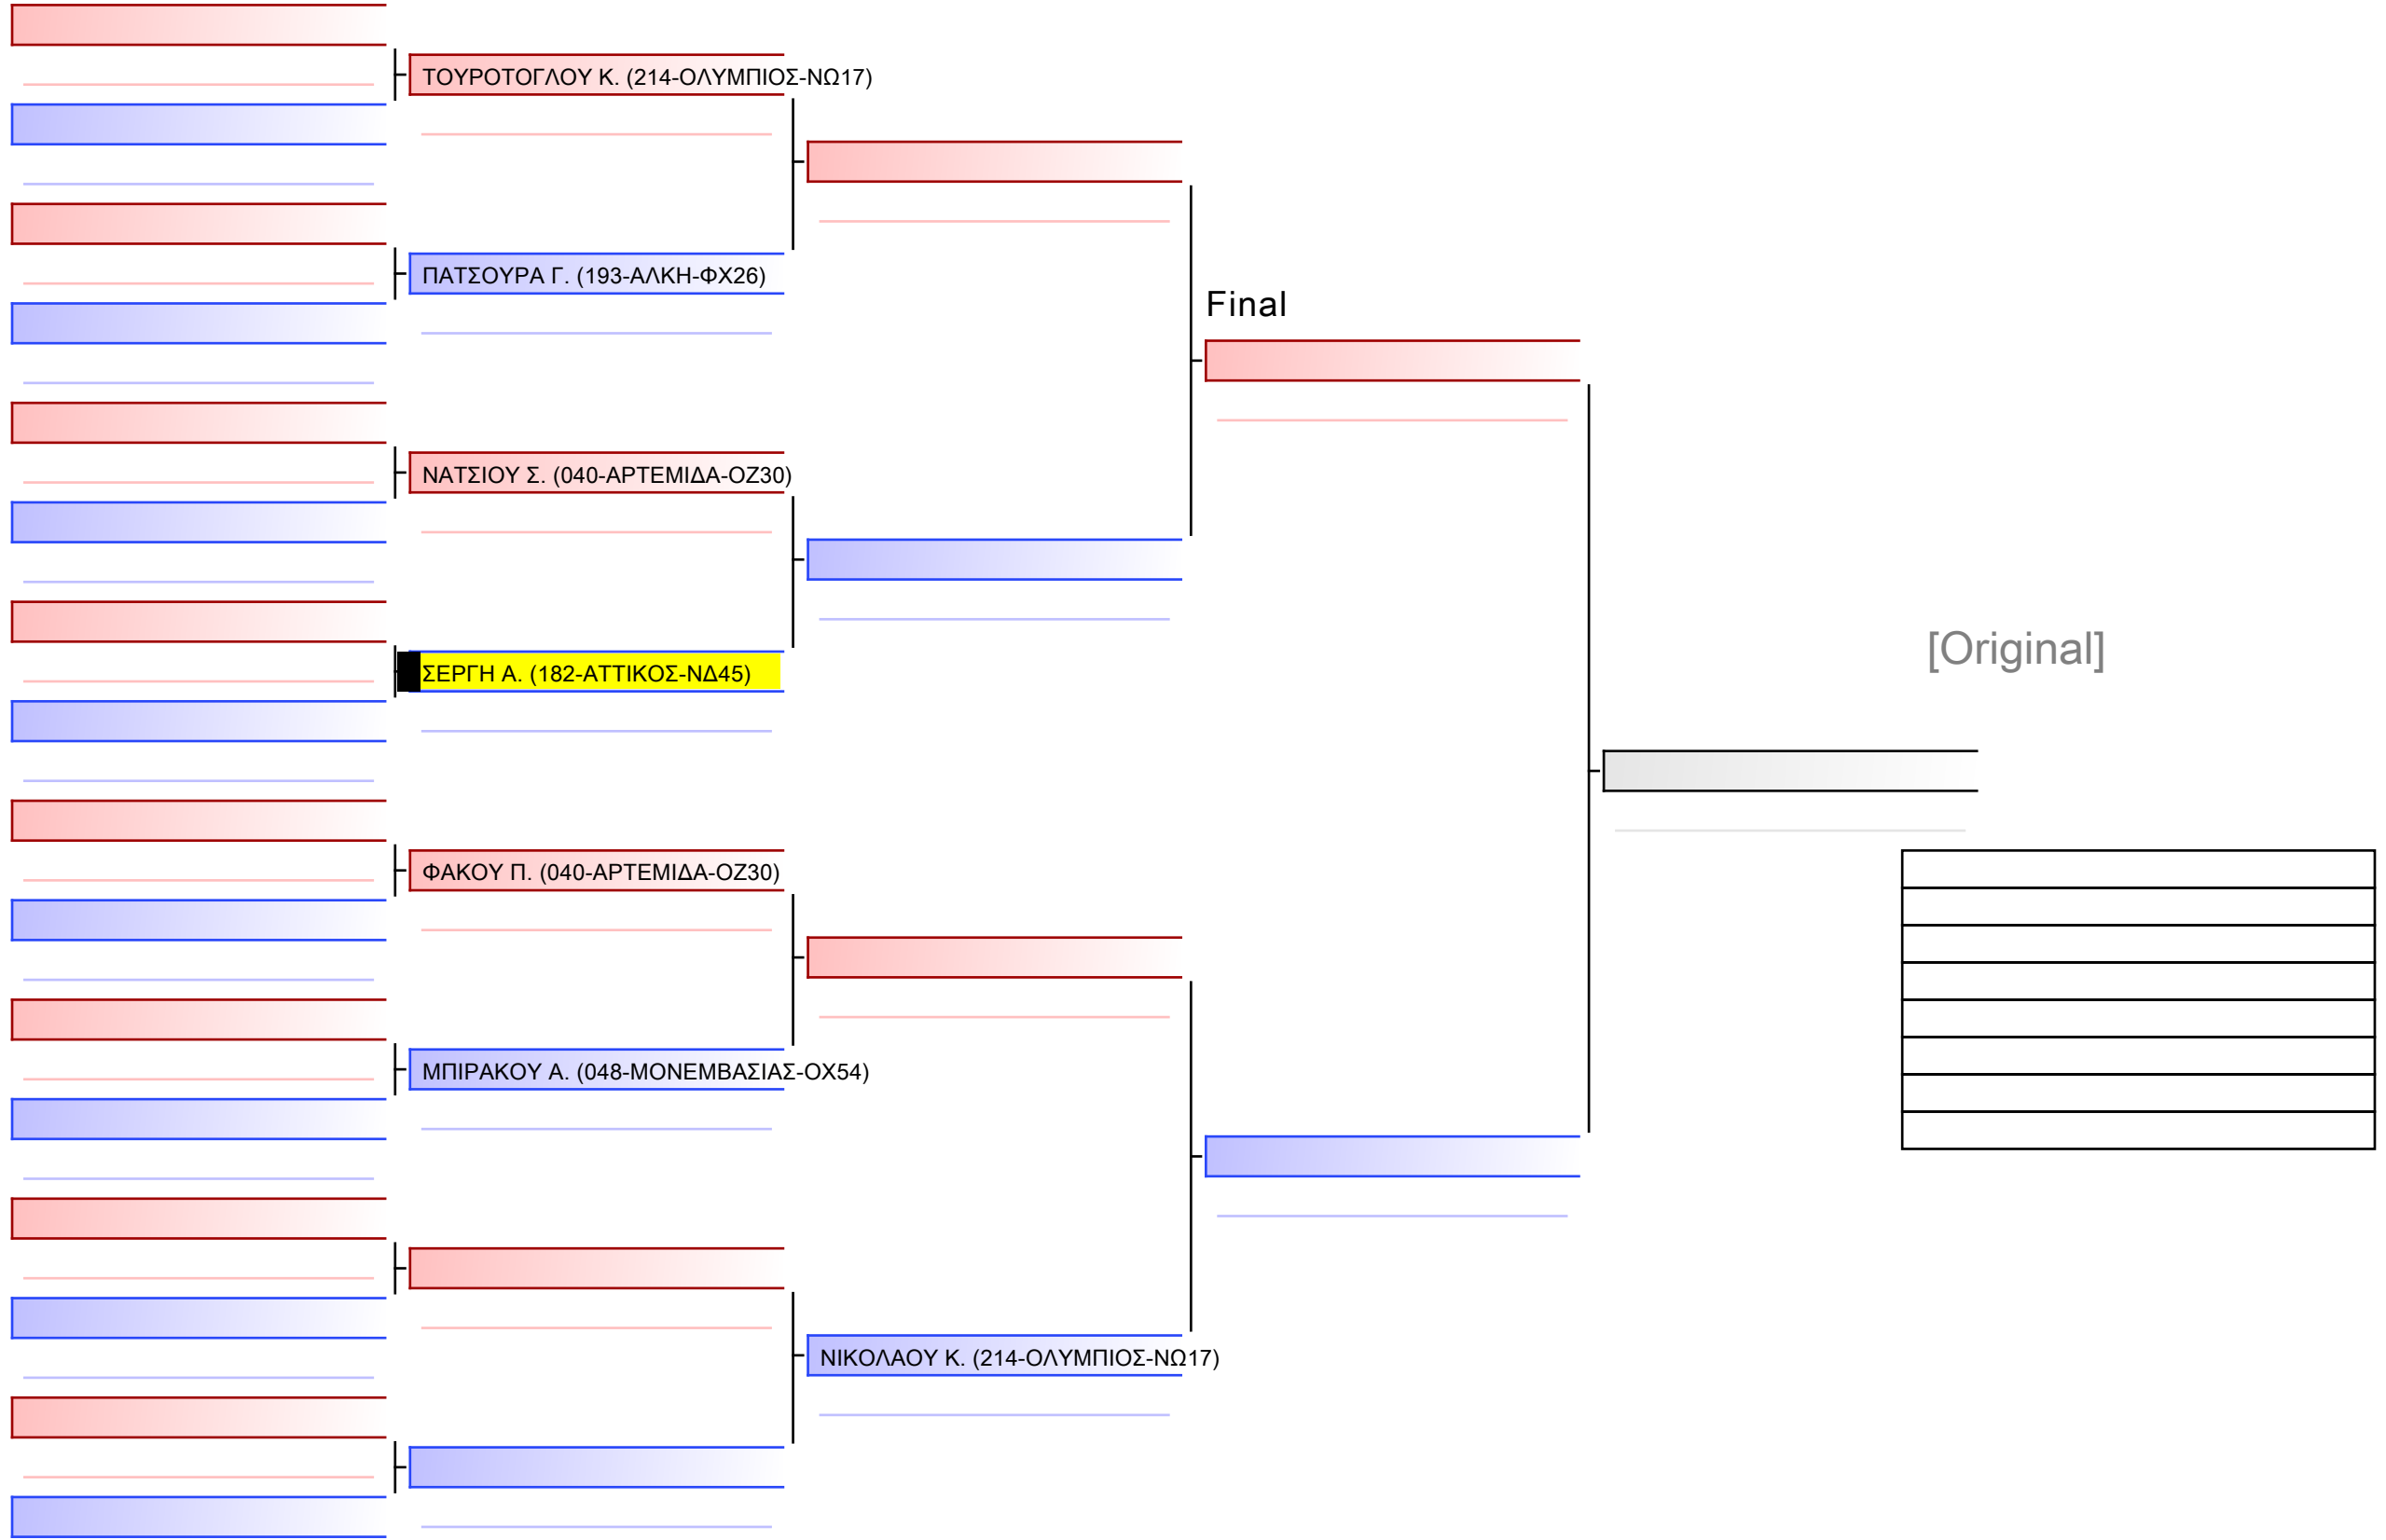 ΤΟΥΡΟΤΟΓΛΟΥ Κ. (214-ΟΛΥΜΠΙΟΣ-ΝΩ17)
ΠΑΤΣΟΥΡΑ Γ. (193-ΑΛΚΗ-ΦΧ26)
Final
ΝΑΤΣΙΟΥ Σ. (040-ΑΡΤΕΜΙΔΑ-ΟΖ30)
[Original]
ΣΕΡΓΗ Α. (182-ΑΤΤΙΚΟΣ-ΝΔ45)
ΦΑΚΟΥ Π. (040-ΑΡΤΕΜΙΔΑ-ΟΖ30)
ΜΠΙΡΑΚΟΥ Α. (048-ΜΟΝΕΜΒΑΣΙΑΣ-ΟΧ54)
ΝΙΚΟΛΑΟΥ Κ. (214-ΟΛΥΜΠΙΟΣ-ΝΩ17)